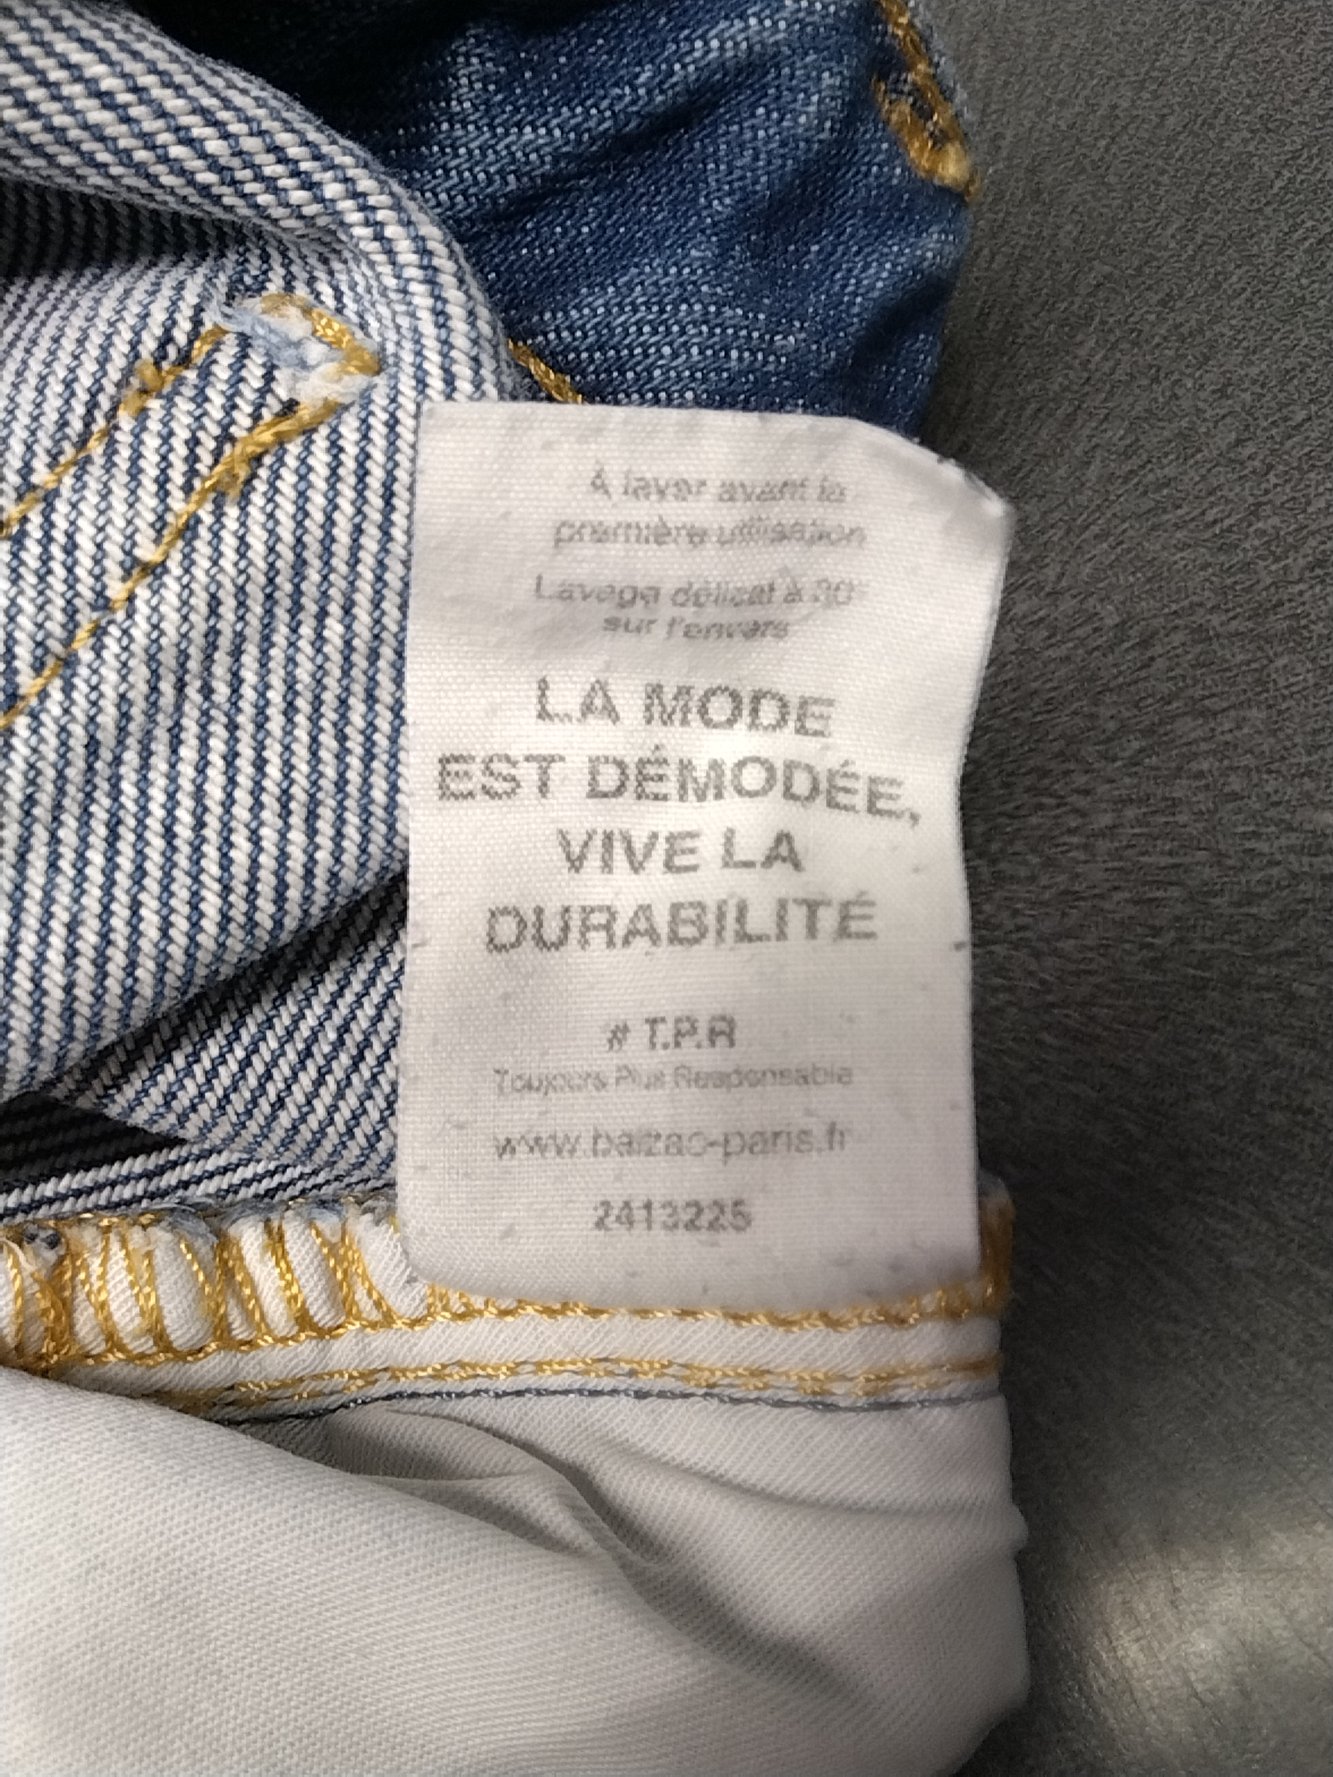 À laver avant la
première utilisation
Lavage délicat à 30°
sur l'envers
LA MODE
EST DÉMODÉE,
VIVE LA
DURABILITÉ
# T.P.R
Toujours Plus Responsable
www.balzac-paris.fr
2413225